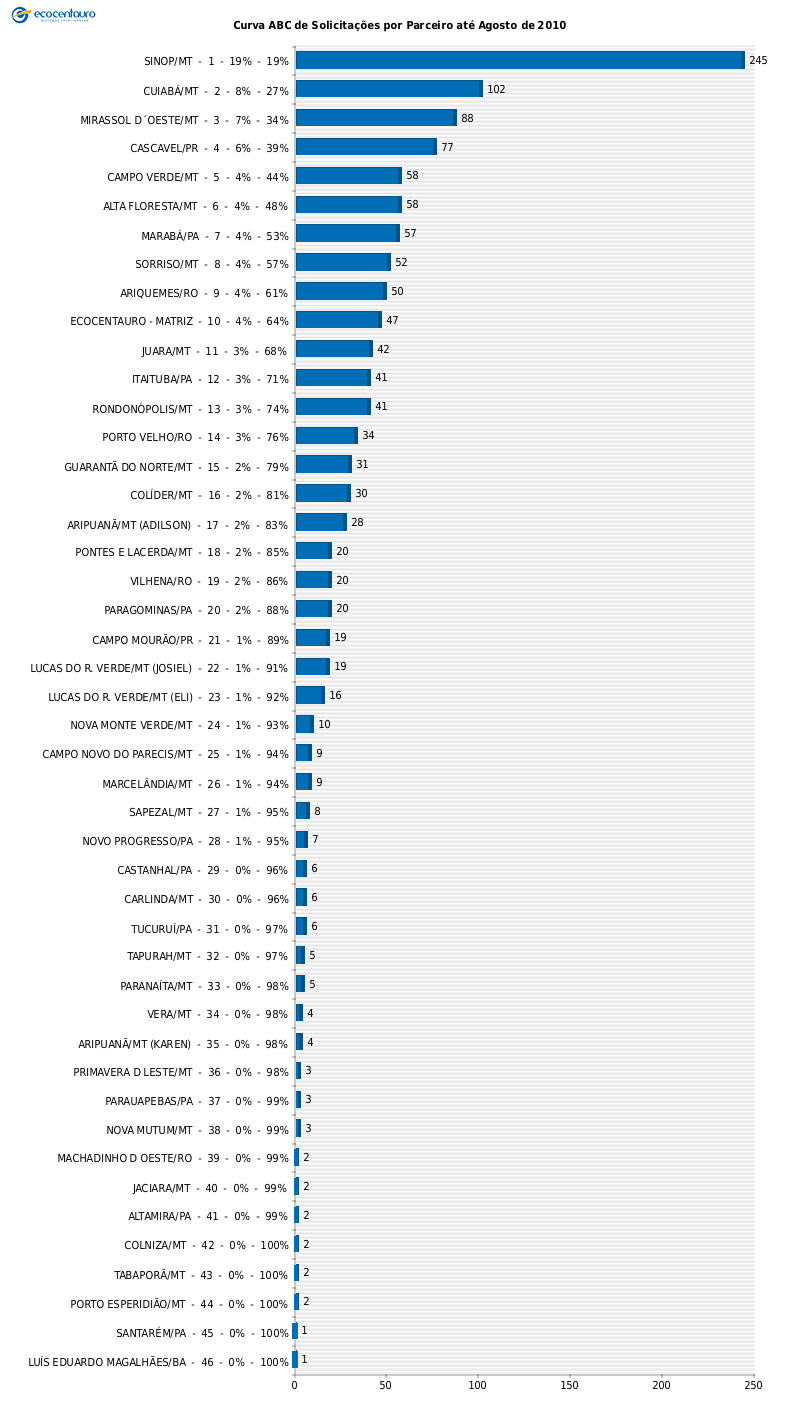 ecocentauro
Curva ABC de Solicitações por Parceiro até Agosto de 2010
SINOP/MT - 1 - 19% - 19% 245
CUIABÁ/MT - 2 - 8% - 27% 102
MIRASSOL D´OESTE/MT - 3 - 7% - 34% 88
CASCAVEL/PR - 4 - 6% - 39% 77
CAMPO VERDE/MT - 5 - 4% - 44% 58
ALTA FLORESTA/MT - 6 - 4% - 48% 58
MARABÁ/PA - 7 - 4% - 53% 57
SORRISO/MT - 8 - 4% - 57% 52
ARIQUEMES/RO - 9 - 4% - 61% 50
ECOCENTAURO - MATRIZ - 10 - 4% - 64% 47
JUARA/MT - 11 - 3% - 68% 42
ITAITUBA/PA - 12 - 3% - 71% 41
RONDONÓPOLIS/MT - 13 - 3% - 74% 41
PORTO VELHO/RO - 14 - 3% - 76% 34
GUARANTÃ DO NORTE/MT - 15 - 2% - 79% 31
COLÍDER/MT - 16 - 2% - 81% 30
ARIPUANÃ/MT (ADILSON) - 17 - 2% - 83% 28
PONTES E LACERDA/MT - 18 - 2% - 85% 20
VILHENA/RO - 19 - 2% - 86% 20
PARAGOMINAS/PA - 20 - 2% - 88% 20
CAMPO MOURÃO/PR - 21 - 1% - 89% 19
LUCAS DO R. VERDE/MT (JOSIEL) - 22 - 1% - 91% 19
LUCAS DO R. VERDE/MT (ELI) - 23 - 1% - 92% 16
NOVA MONTE VERDE/MT - 24 - 1% - 93% 10
CAMPO NOVO DO PARECIS/MT - 25 - 1% - 94% 9
MARCELÂNDIA/MT - 26 - 1% - 94% 9
SAPEZAL/MT - 27 - 1% - 95% 8
NOVO PROGRESSO/PA - 28 - 1% - 95% 7
CASTANHAL/PA - 29 - 0% - 96% 6
CARLINDA/MT - 30 - 0% - 96% 6
TUCURUÍ/PA - 31 - 0% - 97% 6
TAPURAH/MT - 32 - 0% - 97% 5
PARANAÍTA/MT - 33 - 0% - 98% 5
VERA/MT - 34 - 0% - 98% 4
ARIPUANÃ/MT (KAREN) - 35 - 0% - 98% 4
PRIMAVERA D LESTE/MT - 36 - 0% - 98% 3
PARAUAPEBAS/PA - 37 - 0% - 99% 3
NOVA MUTUM/MT - 38 - 0% - 99% 3
MACHADINHO D OESTE/RO - 39 - 0% - 99% 2
JACIARA/MT - 40 - 0% - 99% 2
ALTAMIRA/PA - 41 - 0% - 99% 2
COLNIZA/MT - 42 - 0% - 100% 2
TABAPORÃ/MT - 43 - 0% - 100% 2
PORTO ESPERIDIÃO/MT - 44 - 0% - 100% 2
SANTARÉM/PA - 45 - 0% - 100% 1
LUÍS EDUARDO MAGALHÃES/BA - 46 - 0% - 100% 1
0 50 100 150 200 250